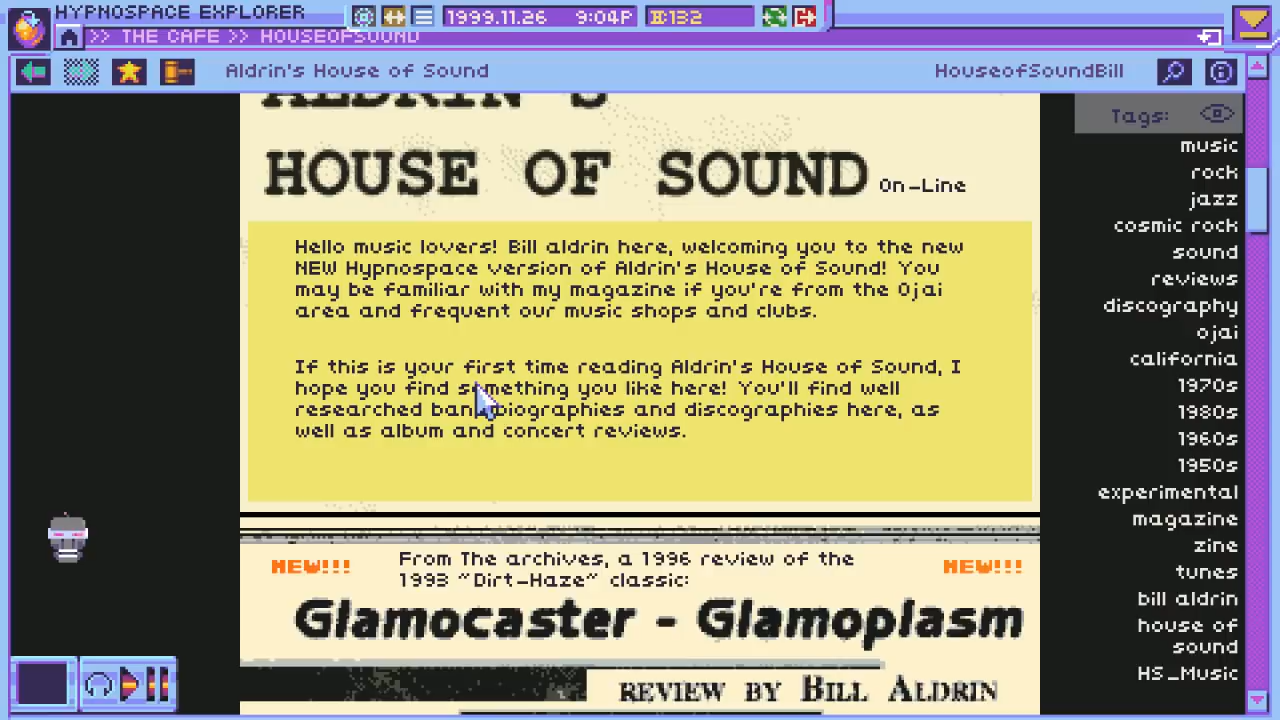 HYPNOSPACE EXPLORER
1999.11.26 9:04P
132
>> THE CAFE >> HOUSEOFSOUND
Aldrin's House of Sound
HouseofSoundBill
ALDRIN'S
HOUSE OF SOUND On-Line
Hello music lovers! Bill aldrin here, welcoming you to the new
NEW Hypnospace version of Aldrin's House of Sound! You
may be familiar with my magazine if you're from the Ojai
area and frequent our music shops and clubs.
If this is your first time reading Aldrin's House of Sound, I
hope you find something you like here! You'll find well
researched band biographies and discographies here, as
well as album and concert reviews.
NEW!!!
From The archives, a 1996 review of the
1993 "Dirt-Haze" classic:
NEW!!!
Glamocaster - Glamoplasm
REVIEW BY BILL ALDRIN
Tags:
music
rock
jazz
cosmic rock
sound
reviews
discography
ojai
california
1970s
1980s
1960s
1950s
experimental
magazine
zine
tunes
bill aldrin
house of
sound
HS_Music